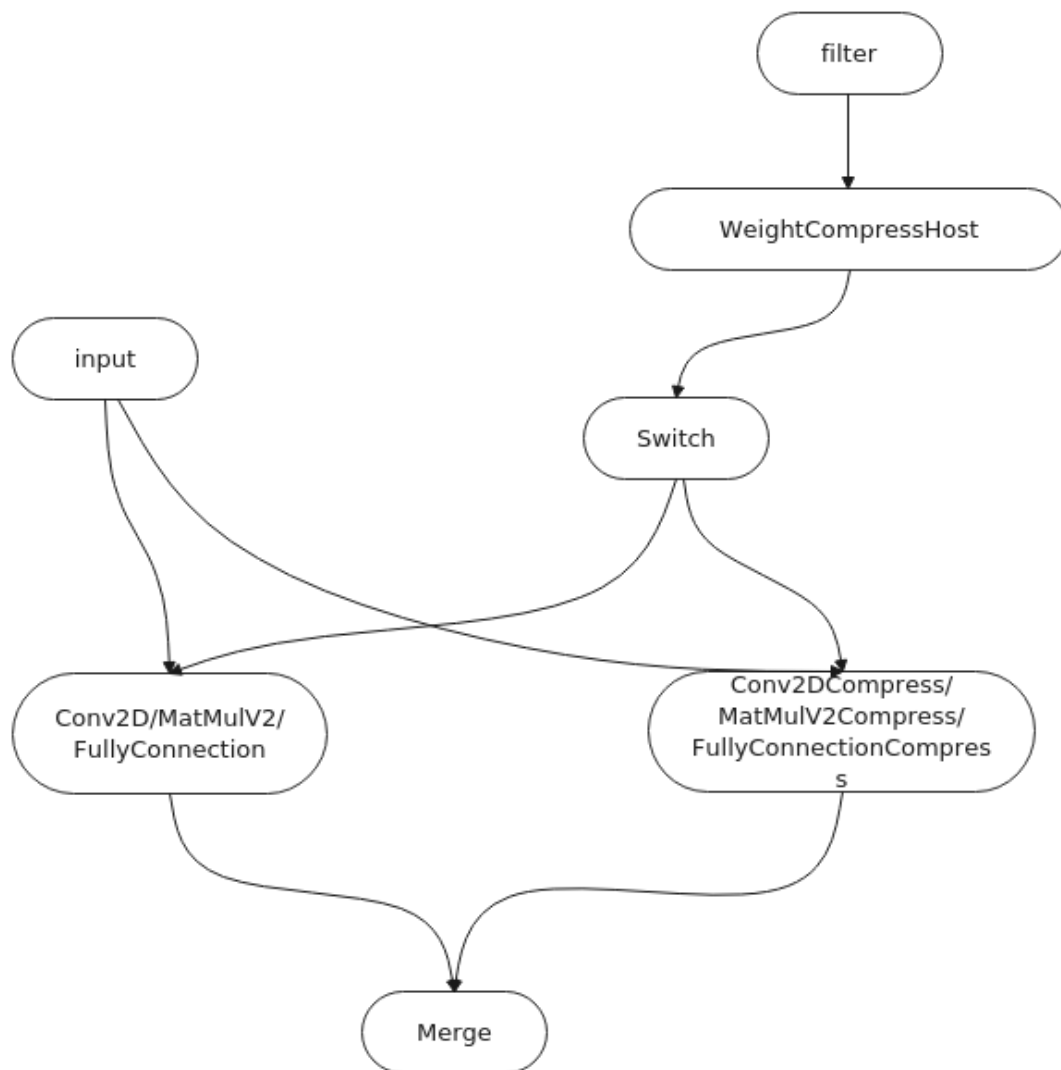 filter
WeightCompressHost
input
Switch
Conv2D/MatMulV2/
FullyConnection
Conv2DCompress/
MatMulV2Compress/
FullyConnectionCompres
s
Merge